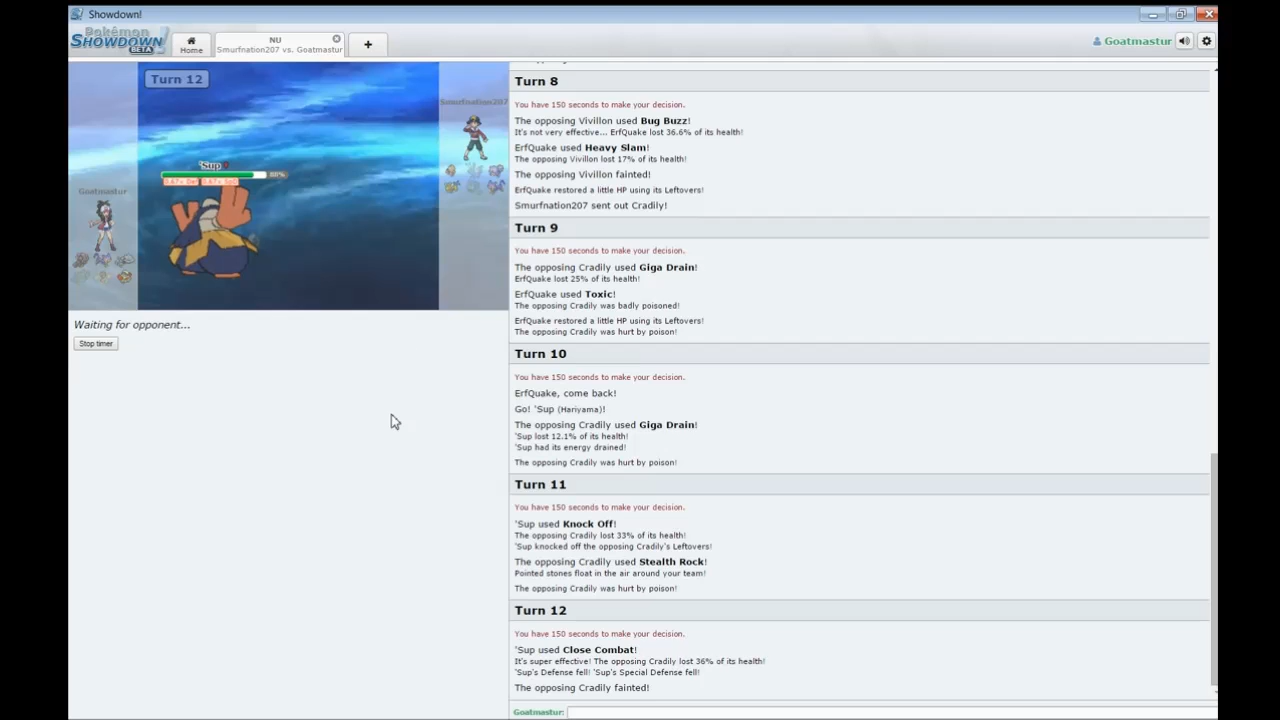 Showdown!
Pokémon
SHOWDOWN
BETA
Home
NU
Smurfnation207 vs. Goatmastur
+
Goatmastur
Turn 12
Smurfnation207
'Sup
88%
0.67× Def 0.67× SpD
Goatmastur
Waiting for opponent...
Stop timer
Turn 8
You have 150 seconds to make your decision.
The opposing Vivillon used Bug Buzz!
It's not very effective... ErfQuake lost 36.6% of its health!
ErfQuake used Heavy Slam!
The opposing Vivillon lost 17% of its health!
The opposing Vivillon fainted!
ErfQuake restored a little HP using its Leftovers!
Smurfnation207 sent out Cradily!
Turn 9
You have 150 seconds to make your decision.
The opposing Cradily used Giga Drain!
ErfQuake lost 25% of its health!
ErfQuake used Toxic!
The opposing Cradily was badly poisoned!
ErfQuake restored a little HP using its Leftovers!
The opposing Cradily was hurt by poison!
Turn 10
You have 150 seconds to make your decision.
ErfQuake, come back!
Go! 'Sup (Hariyama)!
The opposing Cradily used Giga Drain!
'Sup lost 12.1% of its health!
'Sup had its energy drained!
The opposing Cradily was hurt by poison!
Turn 11
You have 150 seconds to make your decision.
'Sup used Knock Off!
The opposing Cradily lost 33% of its health!
'Sup knocked off the opposing Cradily's Leftovers!
The opposing Cradily used Stealth Rock!
Pointed stones float in the air around your team!
The opposing Cradily was hurt by poison!
Turn 12
You have 150 seconds to make your decision.
'Sup used Close Combat!
It's super effective! The opposing Cradily lost 36% of its health!
'Sup's Defense fell! 'Sup's Special Defense fell!
The opposing Cradily fainted!
Goatmastur: